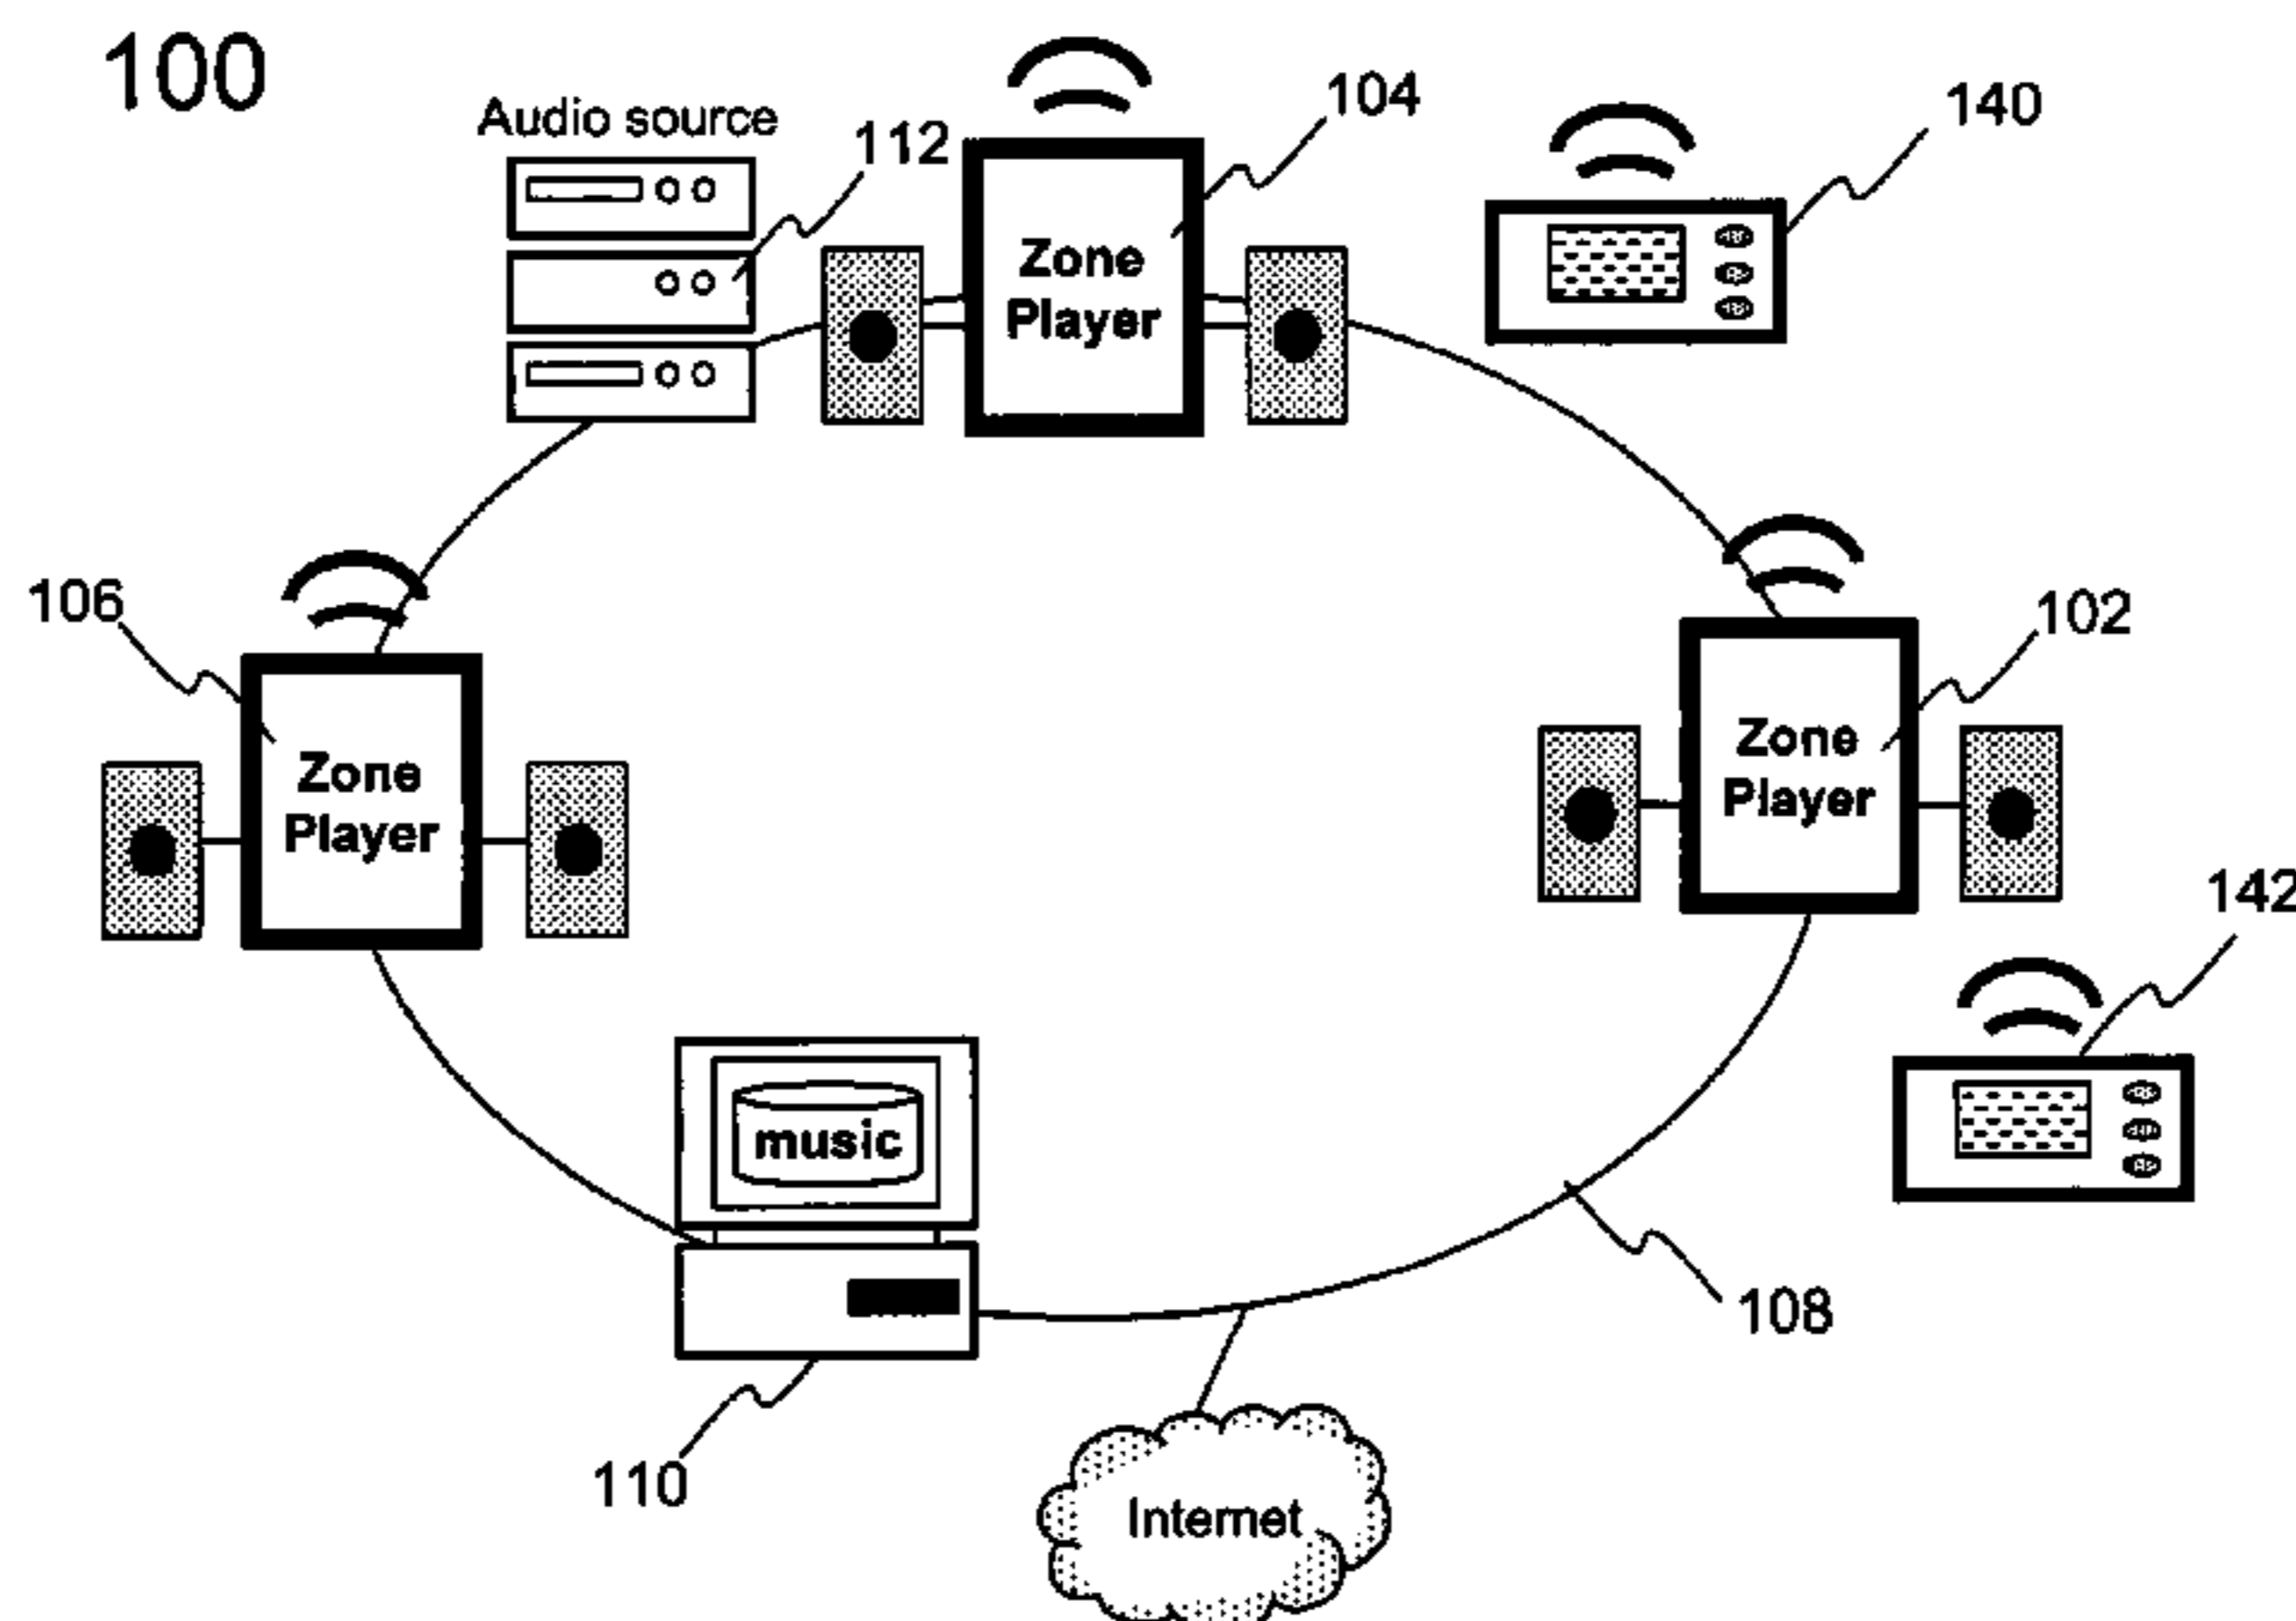 100
Audio source
112
104
140
Zone
Player
106
102
Zone
Player
Zone
Player
142
music
108
110
Internet